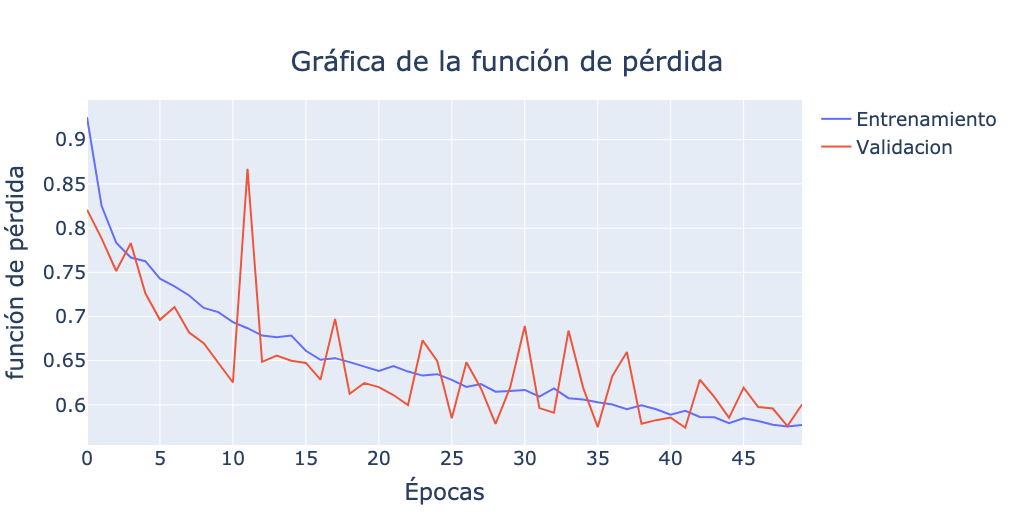 Gráfica de la función de pérdida
Entrenamiento
Validacion
función de pérdida
0.9
0.85
0.8
0.75
0.7
0.65
0.6
0 5 10 15 20 25 30 35 40 45
Épocas